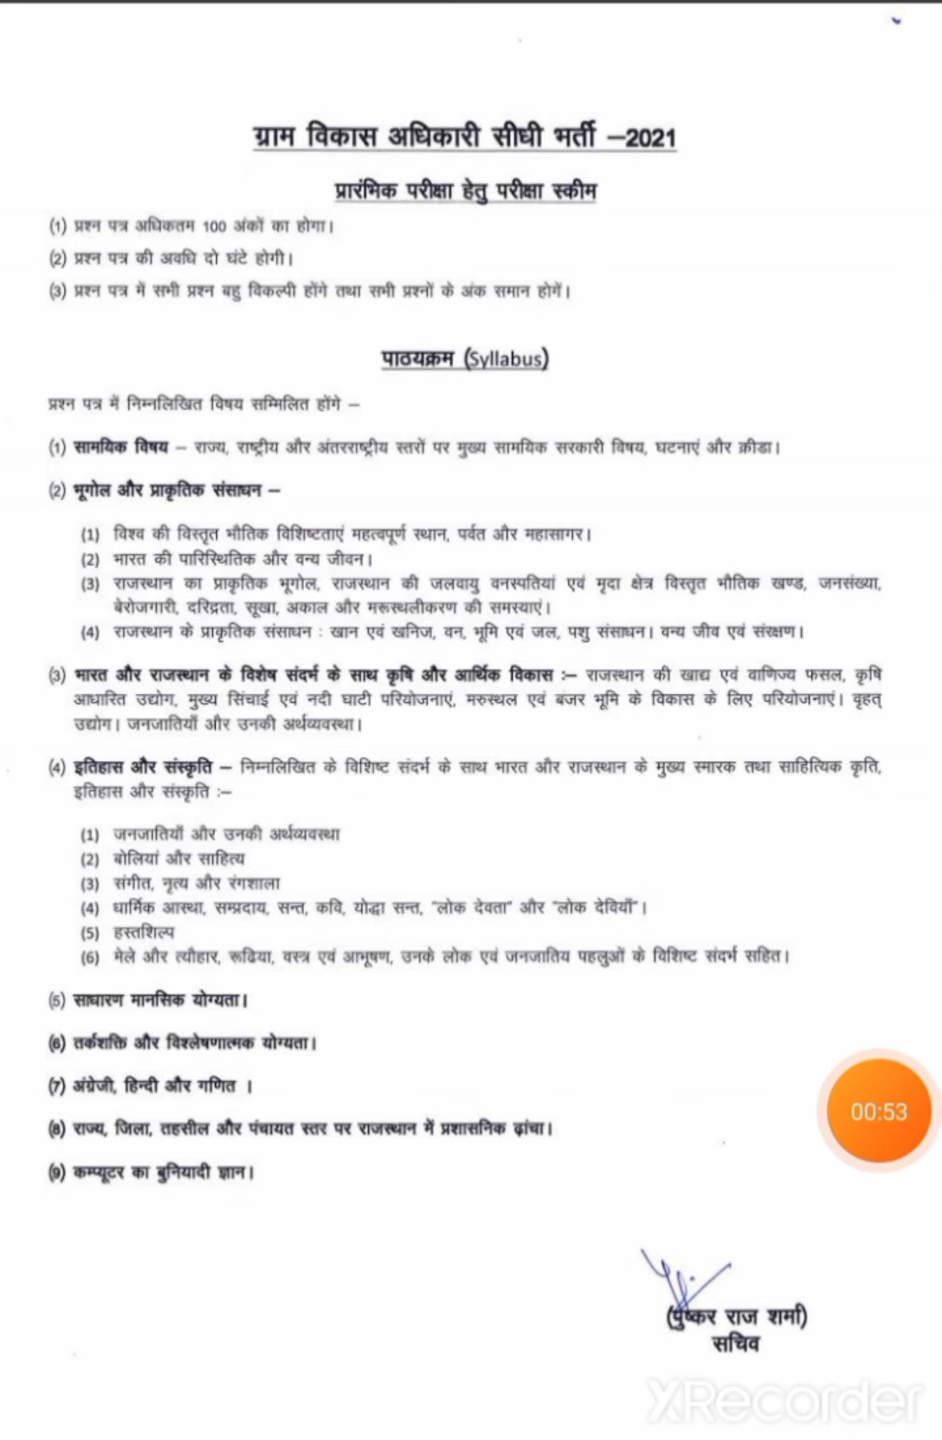 ग्राम विकास अधिकारी सीधी भर्ती –2021
प्रारंभिक परीक्षा हेतु परीक्षा स्कीम
(1) प्रश्न पत्र अधिकतम 100 अंकों का होगा।
(2) प्रश्न पत्र की अवधि दो घंटे होगी।
(3) प्रश्न पत्र में सभी प्रश्न बहु विकल्पी होंगे तथा सभी प्रश्नों के अंक समान होगें।
पाठयक्रम (Syllabus)
प्रश्न पत्र में निम्नलिखित विषय सम्मिलित होंगे –
(1) सामयिक विषय – राज्य, राष्ट्रीय और अंतरराष्ट्रीय स्तरों पर मुख्य सामयिक सरकारी विषय, घटनाएं और क्रीडा।
(2) भूगोल और प्राकृतिक संसाधन –
(1) विश्व की विस्तृत भौतिक विशिष्टताएं महत्वपूर्ण स्थान, पर्वत और महासागर।
(2) भारत की पारिस्थितिक और वन्य जीवन।
(3) राजस्थान का प्राकृतिक भूगोल, राजस्थान की जलवायु वनस्पतियां एवं मृदा क्षेत्र विस्तृत भौतिक खण्ड, जनसंख्या,
बेरोजगारी, दरिद्रता, सूखा, अकाल और मरूस्थलीकरण की समस्याएं।
(4) राजस्थान के प्राकृतिक संसाधन : खान एवं खनिज, वन, भूमि एवं जल, पशु संसाधन। वन्य जीव एवं संरक्षण।
(3) भारत और राजस्थान के विशेष संदर्भ के साथ कृषि और आर्थिक विकास :– राजस्थान की खाद्य एवं वाणिज्य फसल, कृषि
आधारित उद्योग, मुख्य सिंचाई एवं नदी घाटी परियोजनाएं, मरुस्थल एवं बंजर भूमि के विकास के लिए परियोजनाएं। वृहत्
उद्योग। जनजातियाँ और उनकी अर्थव्यवस्था।
(4) इतिहास और संस्कृति – निम्नलिखित के विशिष्ट संदर्भ के साथ भारत और राजस्थान के मुख्य स्मारक तथा साहित्यिक कृति,
इतिहास और संस्कृति :–
(1) जनजातियाँ और उनकी अर्थव्यवस्था
(2) बोलियां और साहित्य
(3) संगीत, नृत्य और रंगशाला
(4) धार्मिक आस्था, सम्प्रदाय, सन्त, कवि, योद्धा सन्त, "लोक देवता" और "लोक देवियाँ"।
(5) हस्तशिल्प
(6) मेले और त्यौहार, रूढिया, वस्त्र एवं आभूषण, उनके लोक एवं जनजातिय पहलुओं के विशिष्ट संदर्भ सहित।
(5) साधारण मानसिक योग्यता।
(6) तर्कशक्ति और विश्लेषणात्मक योग्यता।
(7) अंग्रेजी, हिन्दी और गणित ।
(8) राज्य, जिला, तहसील और पंचायत स्तर पर राजस्थान में प्रशासनिक ढ़ांचा।
00:53
(9) कम्प्यूटर का बुनियादी ज्ञान।
(पुष्कर राज शर्मा)
सचिव
XRecorder